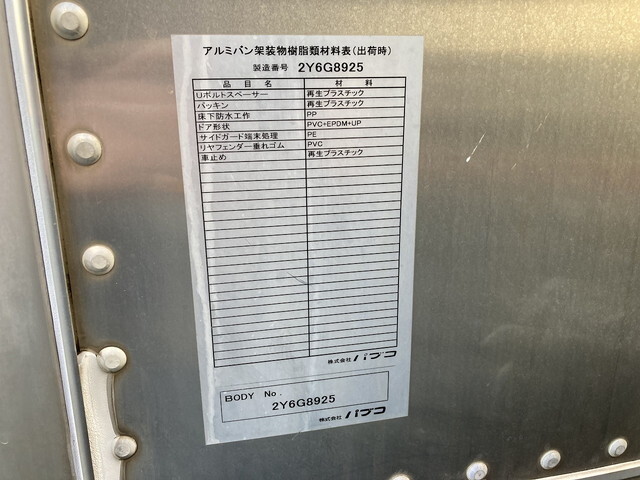 アルミバン架装物樹脂類材料表(出荷時)
製造番号 2Y6G8925
品目名 材料
Uボルトスペーサー 再生プラスチック
パッキン 再生プラスチック
床下防水工作 PP
ドア形状 PVC+EPDM+UP
サイドガード端末処理 PE
リヤフェンダー垂れゴム PVC
車止め 再生プラスチック
株式会社 パブコ
BODY No.
2Y6G8925
株式会社 パブコ